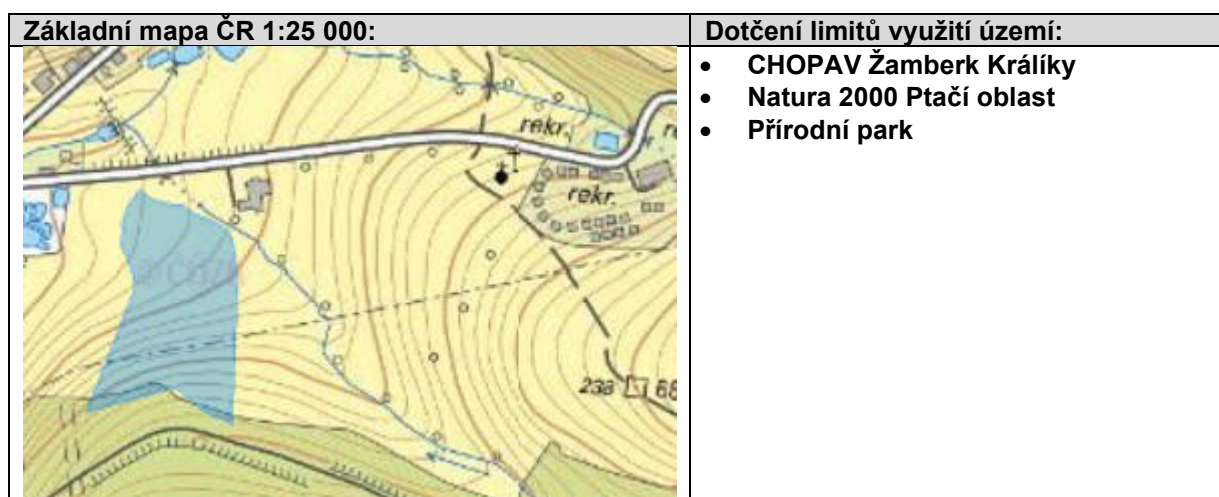 Základní mapa ČR 1:25 000:
Dotčení limitů využití území:
• CHOPAV Žamberk Králíky
• Natura 2000 Ptačí oblast
• Přírodní park
rekr.
rekr.
238
68